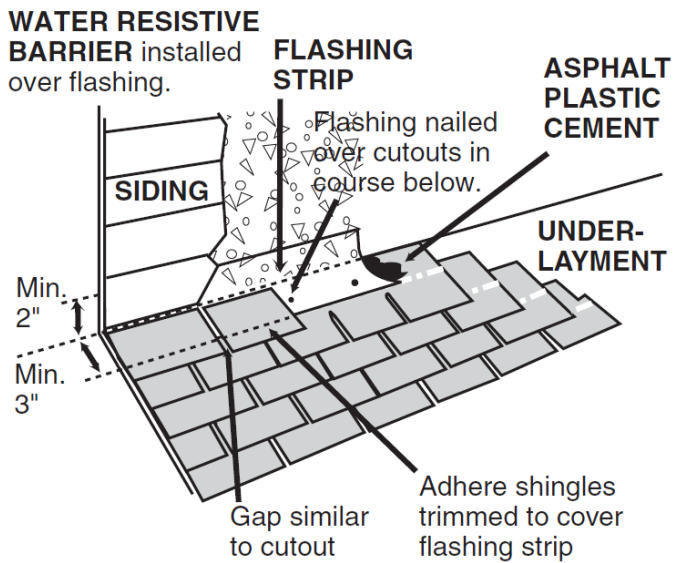 WATER RESISTIVE
BARRIER installed
over flashing.
FLASHING
STRIP
Flashing nailed
over cutouts in
course below.
ASPHALT
PLASTIC
CEMENT
SIDING
UNDER-
LAYMENT
Min.
2"
Min.
3"
Gap similar
to cutout
Adhere shingles
trimmed to cover
flashing strip